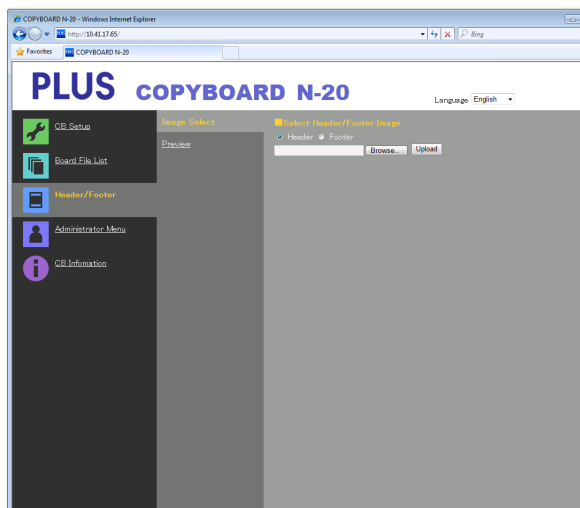 COPYBOARD N-20 - Windows Internet Explorer
PLUS http://10.41.17.65/
Bing
Favorites PLUS COPYBOARD N-20
PLUS COPYBOARD N-20
Language English
CB Setup
Board File List
Header/Footer
Administrator Menu
CB Infomation
Image Select
Preview
Select Header/Footer Image
Header Footer
Browse... Upload